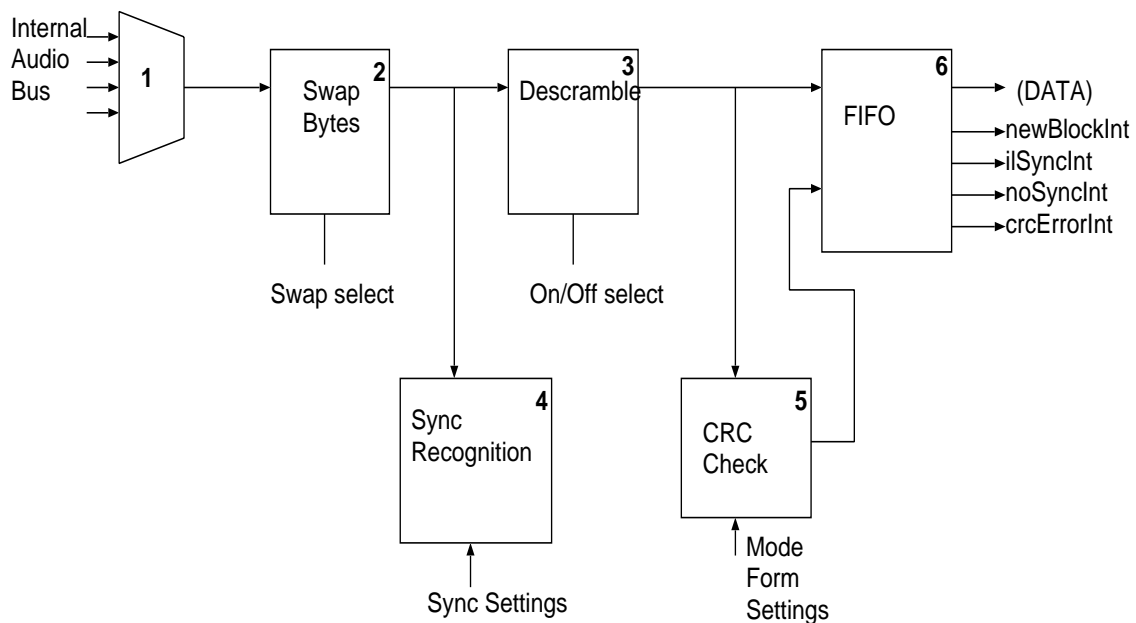 Internal
Audio
Bus
1
2
Swap
Bytes
Swap select
3
Descramble
On/Off select
6
FIFO
(DATA)
newBlockInt
ilSyncInt
noSyncInt
crcErrorInt
4
Sync
Recognition
Sync Settings
5
CRC
Check
Mode
Form
Settings